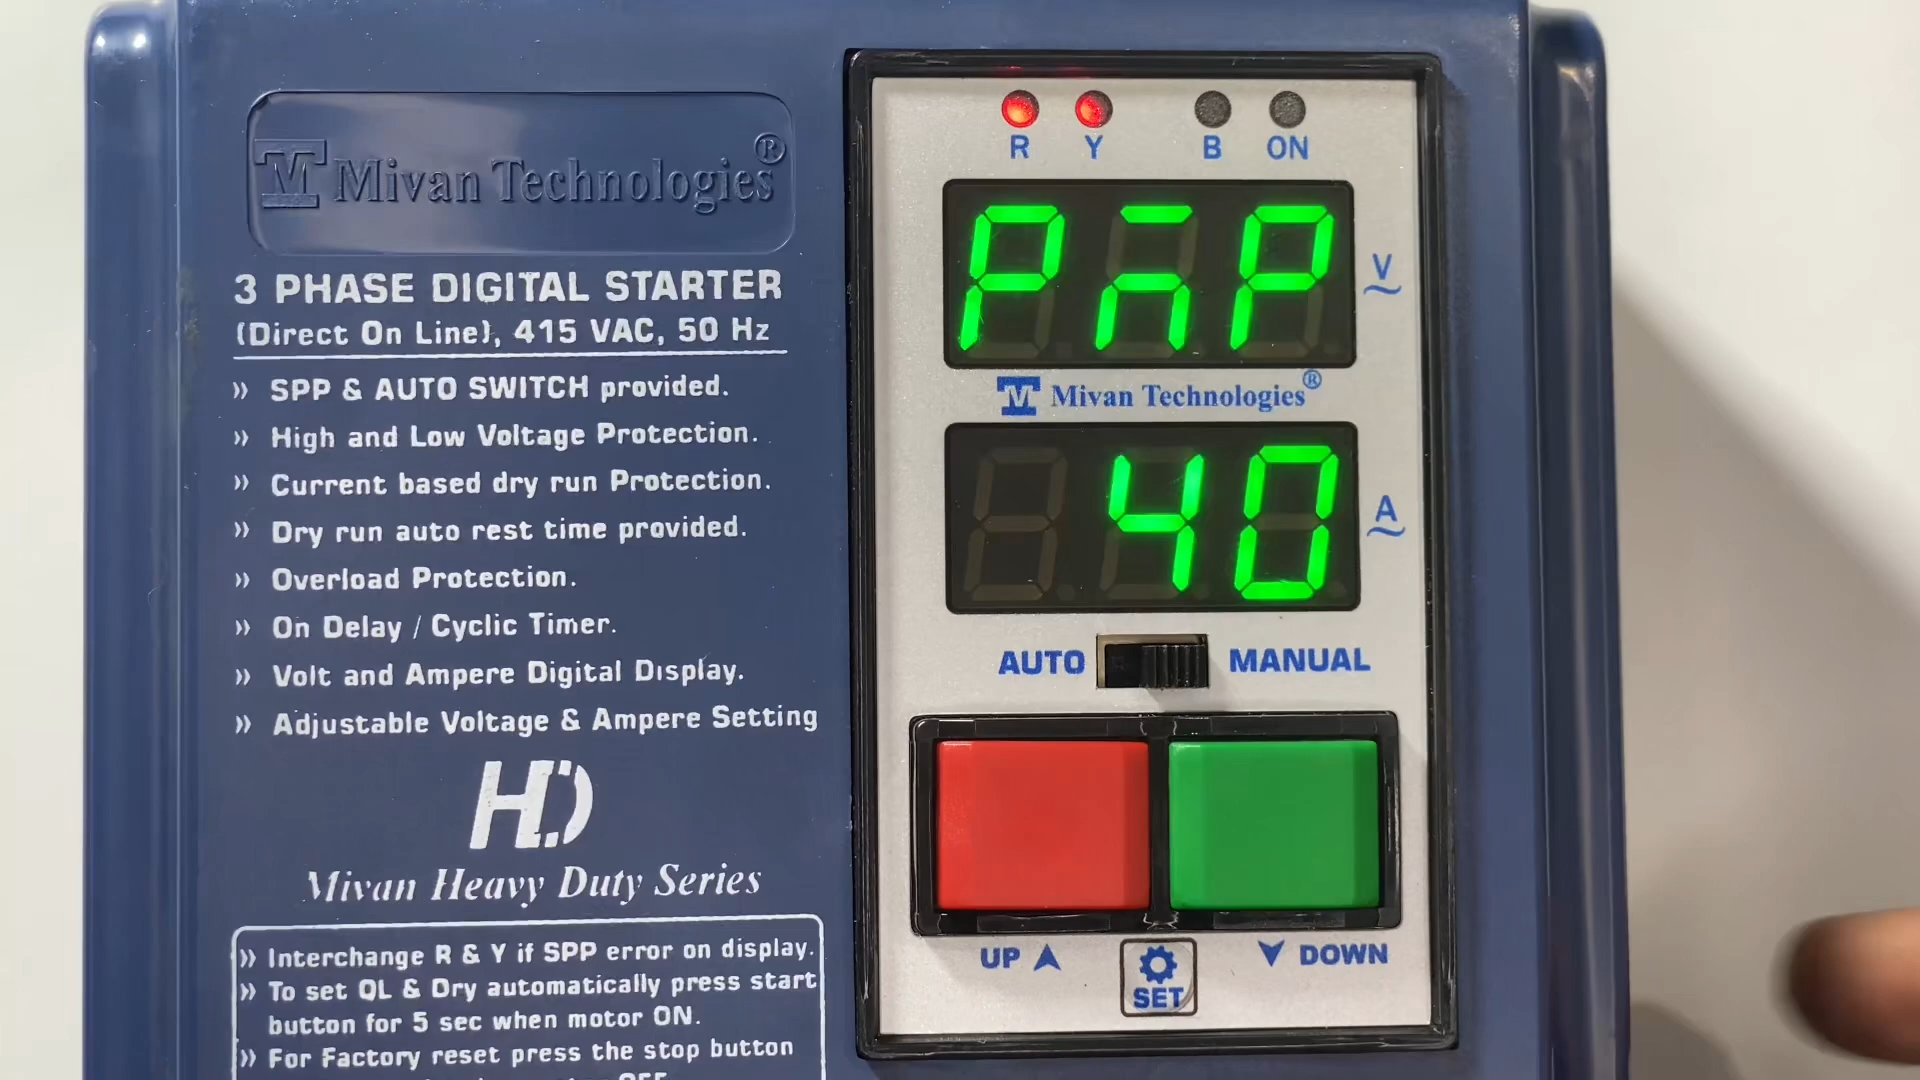 Mivan Technologies®
3 PHASE DIGITAL STARTER
(Direct On Line), 415 VAC, 50 Hz
» SPP & AUTO SWITCH provided.
» High and Low Voltage Protection.
» Current based dry run Protection.
» Dry run auto rest time provided.
» Overload Protection.
» On Delay / Cyclic Timer.
» Volt and Ampere Digital Display.
» Adjustable Voltage & Ampere Setting
HD
Mivan Heavy Duty Series
» Interchange R & Y if SPP error on display.
» To set OL & Dry automatically press start
button for 5 sec when motor ON.
» For Factory reset press the stop button
R Y B ON
PnP V
Mivan Technologies®
40 A
AUTO MANUAL
UP DOWN
SET